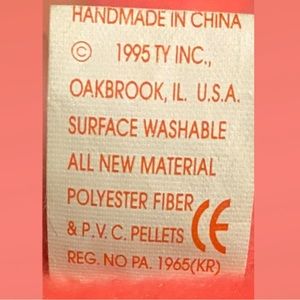 HANDMADE IN CHINA
© 1995 TY INC.,
OAKBROOK, IL. U.S.A.
SURFACE WASHABLE
ALL NEW MATERIAL
POLYESTER FIBER
& P.V.C. PELLETS CE
REG. NO PA. 1965(KR)